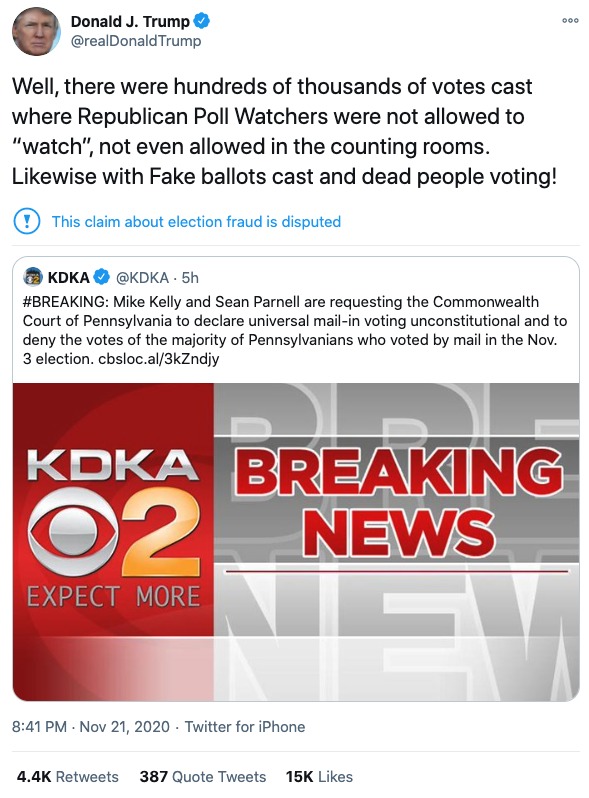 Donald J. Trump
@realDonaldTrump
Well, there were hundreds of thousands of votes cast
where Republican Poll Watchers were not allowed to
“watch”, not even allowed in the counting rooms.
Likewise with Fake ballots cast and dead people voting!
This claim about election fraud is disputed
KDKA @KDKA · 5h
#BREAKING: Mike Kelly and Sean Parnell are requesting the Commonwealth
Court of Pennsylvania to declare universal mail-in voting unconstitutional and to
deny the votes of the majority of Pennsylvanians who voted by mail in the Nov.
3 election. cbsloc.al/3kZndjy
BRE
KDKA
2
EXPECT MORE
BREAKING
NEWS
NEW
8:41 PM · Nov 21, 2020 · Twitter for iPhone
4.4K Retweets 387 Quote Tweets 15K Likes